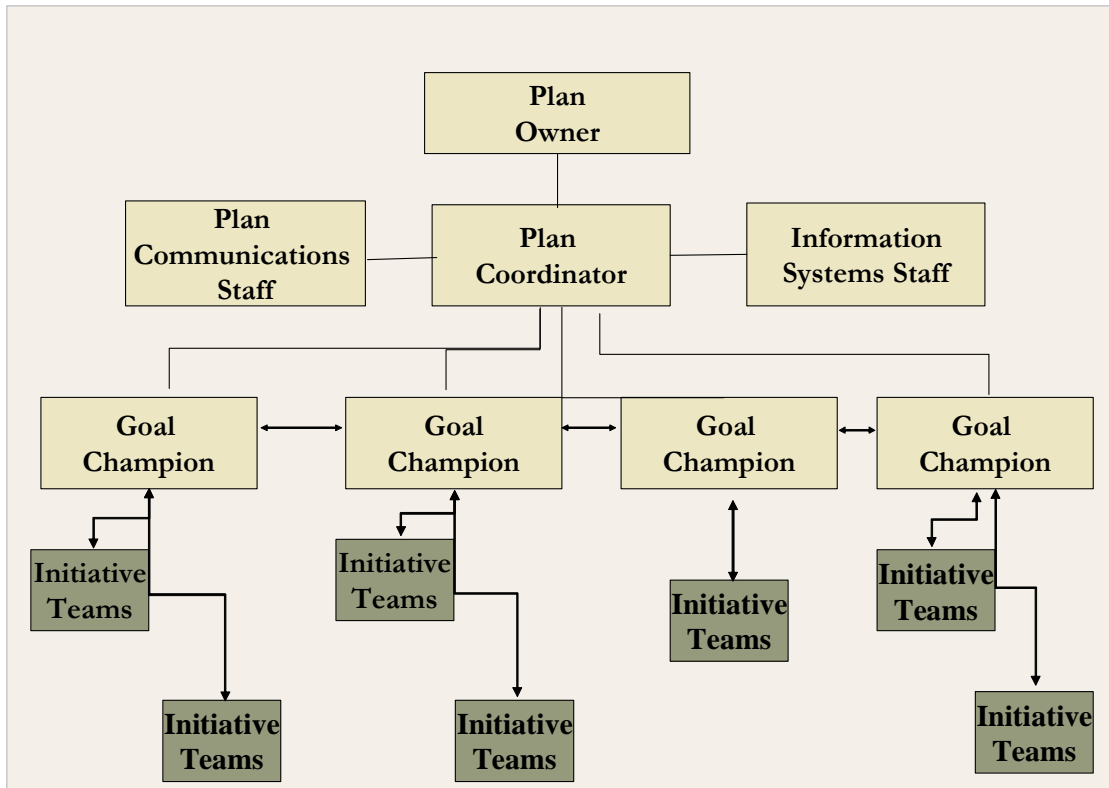 Plan
Owner
Plan
Communications
Staff
Plan
Coordinator
Information
Systems Staff
Goal
Champion
Goal
Champion
Goal
Champion
Goal
Champion
Initiative
Teams
Initiative
Teams
Initiative
Teams
Initiative
Teams
Initiative
Teams
Initiative
Teams
Initiative
Teams